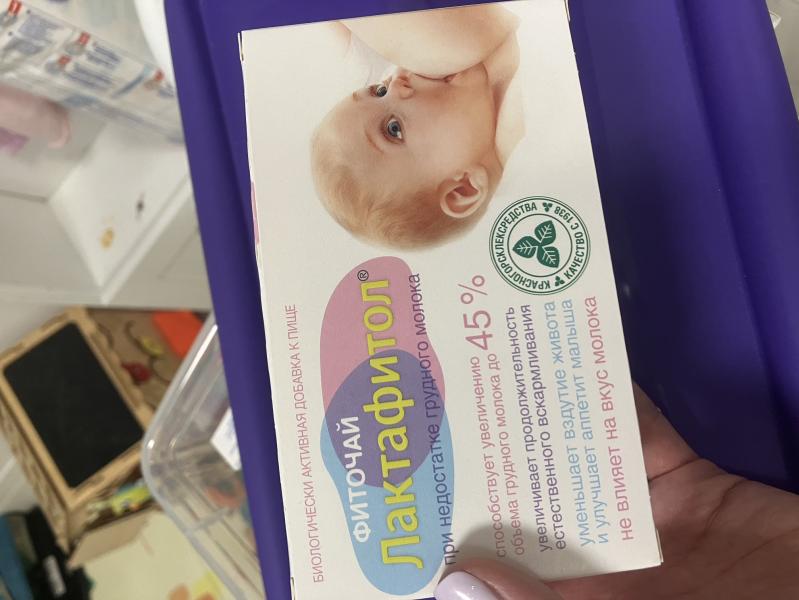 БИОЛОГИЧЕСКИ АКТИВНАЯ ДОБАВКА К ПИЩЕ
ФИТОЧАЙ
Лактафитол®
при недостатке грудного молока
способствует увеличению
объема грудного молока до 45%
увеличивает продолжительность
естественного вскармливания
уменьшает вздутие живота
и улучшает аппетит малыша
не влияет на вкус молока
КРАСНОГОРСКЛЕКСРЕДСТВА
КАЧЕСТВО С 1938